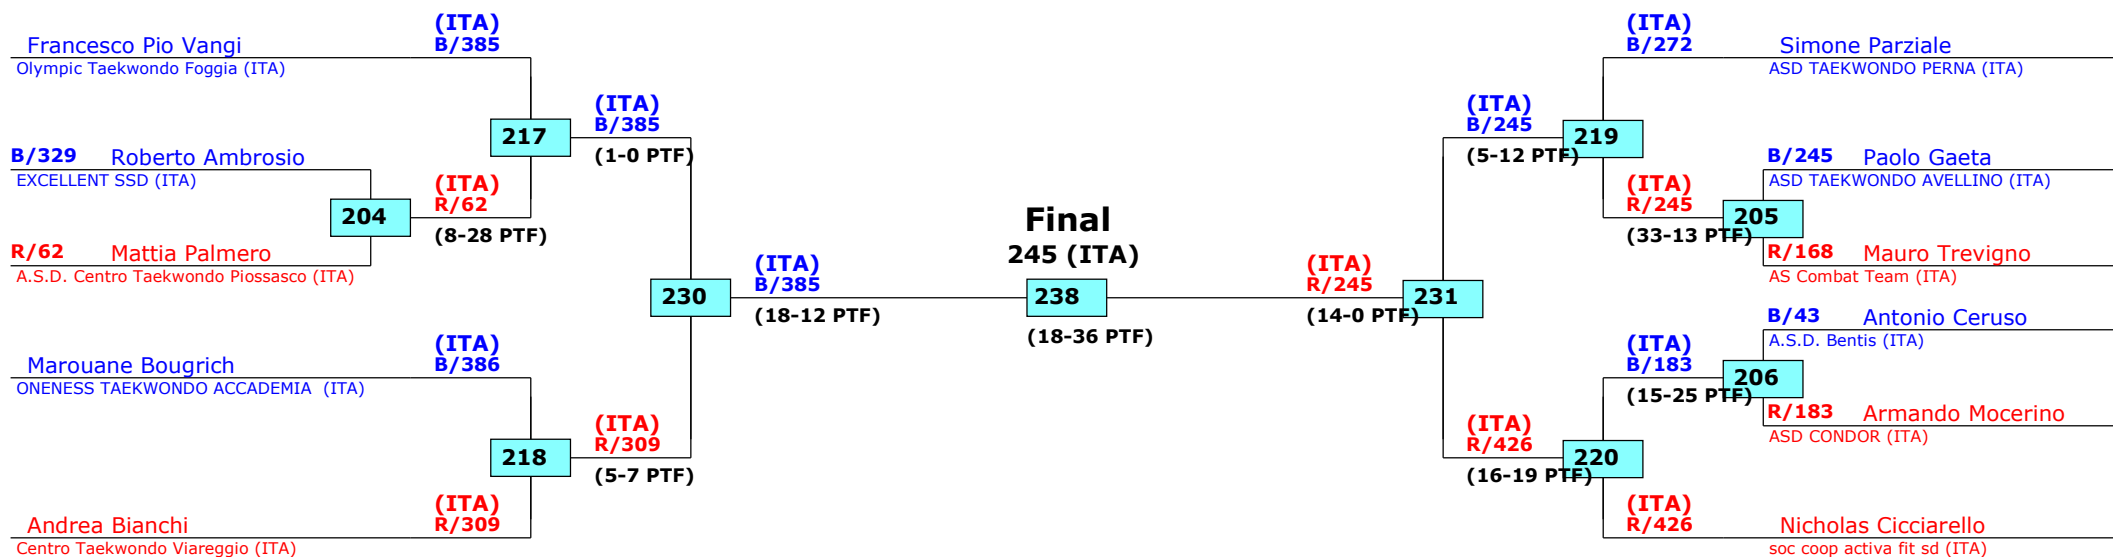 (ITA)
Francesco Pio Vangi B/385
Olympic Taekwondo Foggia (ITA)
(ITA)
217 B/385
(1-0 PTF)
B/329 Roberto Ambrosio
EXCELLENT SSD (ITA)
(ITA)
204 R/62
(8-28 PTF)
R/62 Mattia Palmero
A.S.D. Centro Taekwondo Piossasco (ITA)
(ITA)
230 B/385
(18-12 PTF)
(ITA)
Marouane Bougrich B/386
ONENESS TAEKWONDO ACCADEMIA (ITA)
(ITA)
218 R/309
(5-7 PTF)
(ITA)
Andrea Bianchi R/309
Centro Taekwondo Viareggio (ITA)
Final
245 (ITA)
238
(18-36 PTF)
(ITA)
B/272 Simone Parziale
ASD TAEKWONDO PERNA (ITA)
(ITA)
B/245 219
(5-12 PTF)
B/245 Paolo Gaeta
ASD TAEKWONDO AVELLINO (ITA)
(ITA)
R/245 205
(33-13 PTF)
R/168 Mauro Trevigno
AS Combat Team (ITA)
(ITA)
R/245 231
(14-0 PTF)
B/43 Antonio Ceruso
A.S.D. Bentis (ITA)
(ITA)
B/183 206
(15-25 PTF)
R/183 Armando Mocerino
ASD CONDOR (ITA)
(ITA)
R/426 220
(16-19 PTF)
(ITA)
R/426 Nicholas Cicciarello
soc coop activa fit sd (ITA)